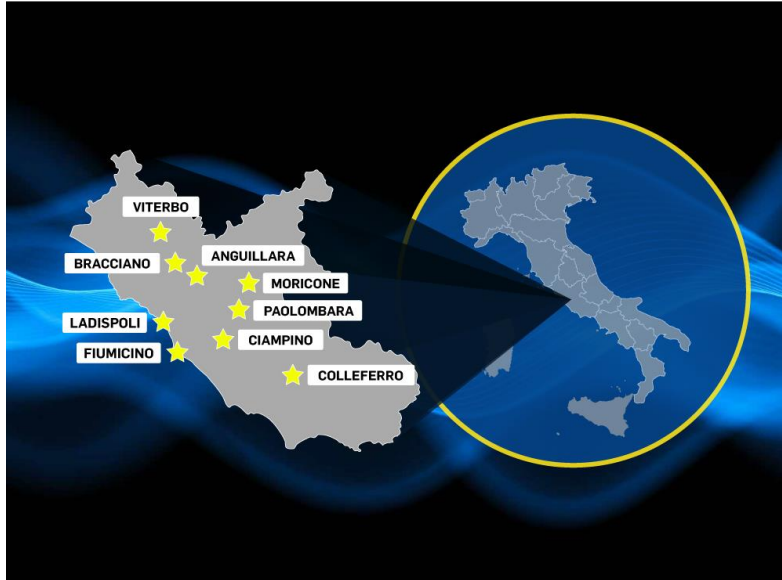 VITERBO
BRACCIANO
ANGUILLARA
MORICONE
PAOLOMBARA
LADISPOLI
CIAMPINO
FIUMICINO
COLLEFERRO